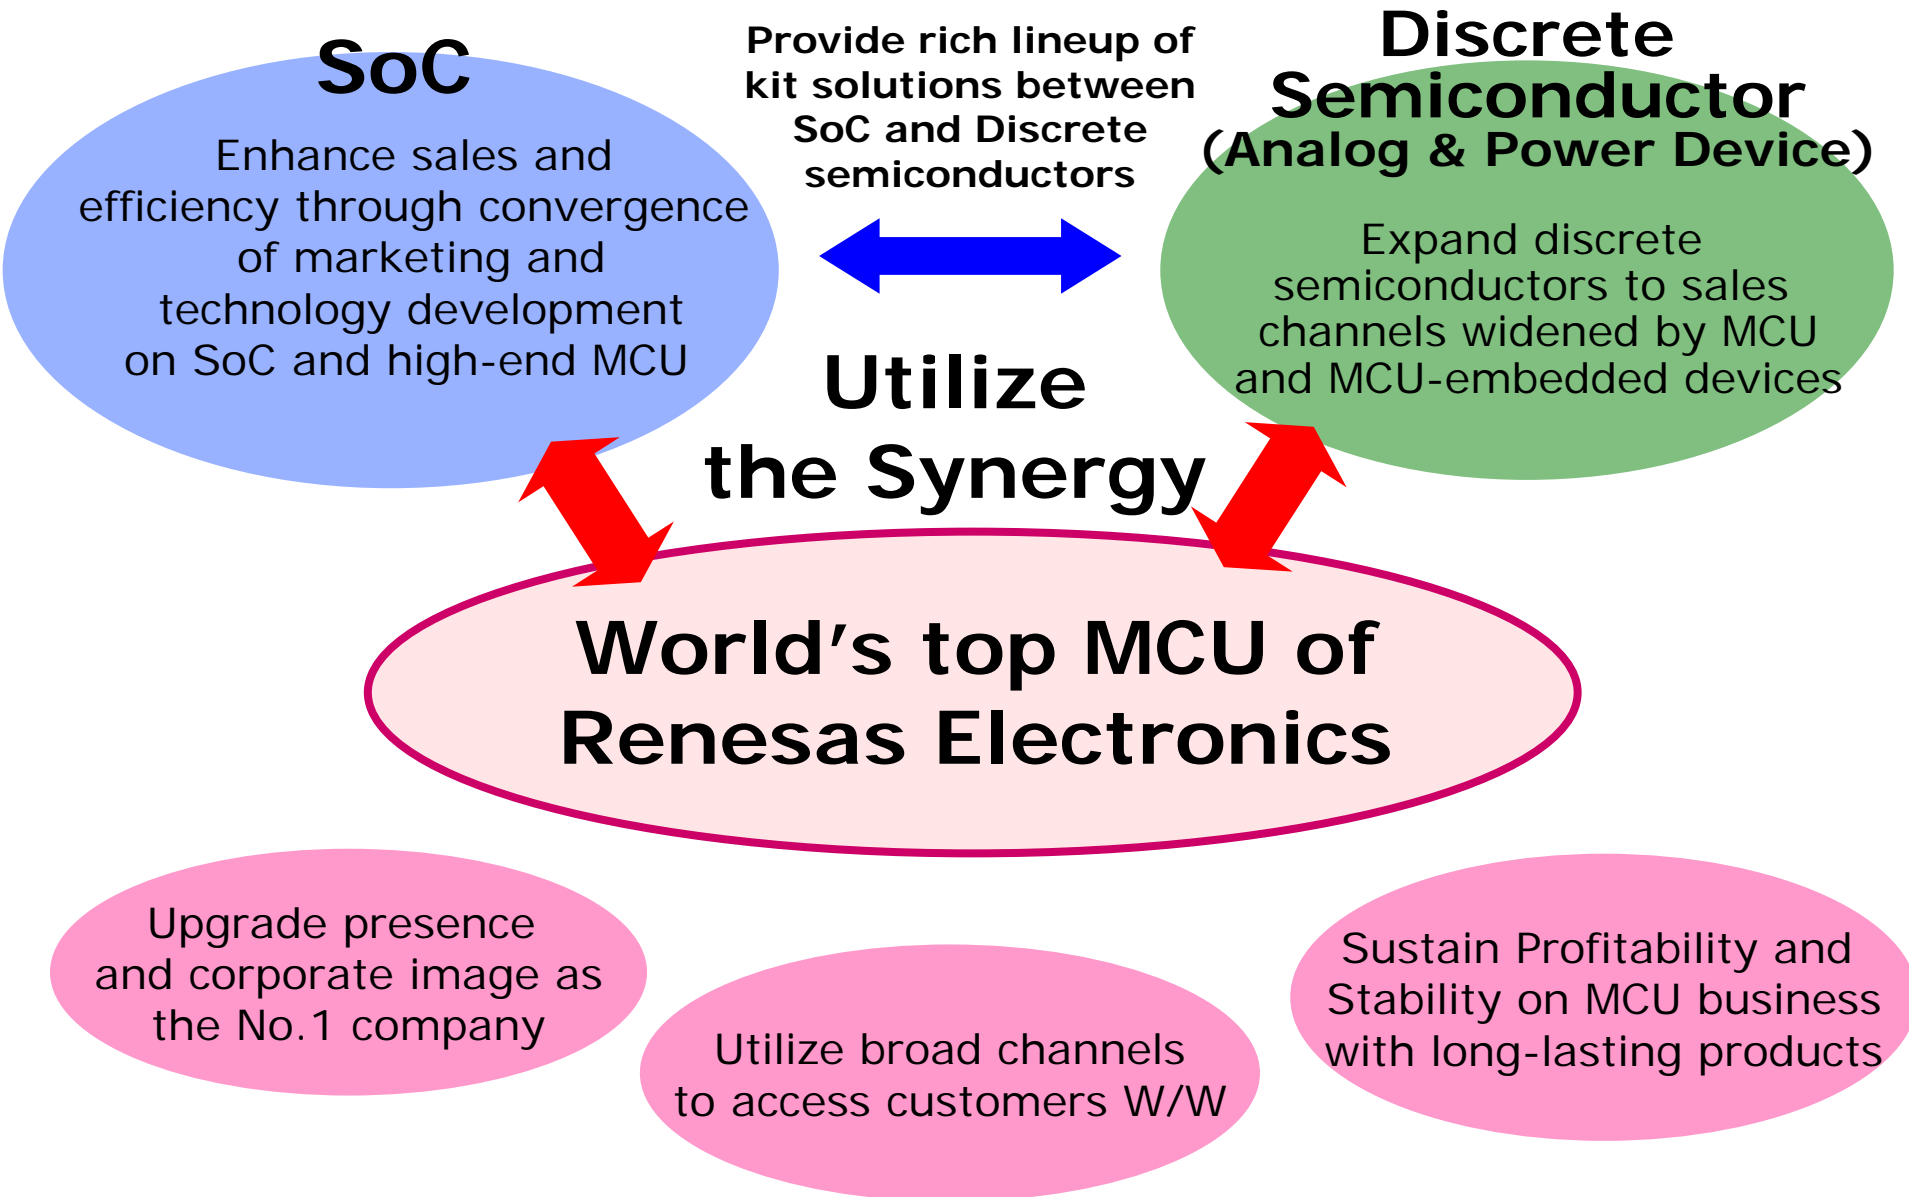 SoC
Enhance sales and
efficiency through convergence
of marketing and
technology development
on SoC and high-end MCU
Provide rich lineup of
kit solutions between
SoC and Discrete
semiconductors
Discrete
Semiconductor
(Analog & Power Device)
Expand discrete
semiconductors to sales
channels widened by MCU
and MCU-embedded devices
Utilize
the Synergy
World's top MCU of
Renesas Electronics
Upgrade presence
and corporate image as
the No.1 company
Utilize broad channels
to access customers W/W
Sustain Profitability and
Stability on MCU business
with long-lasting products